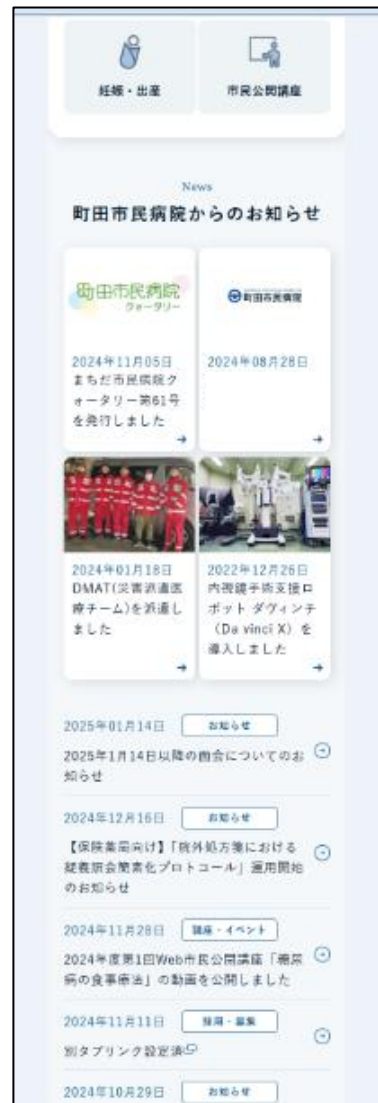 妊娠・出産
市民公開講座
News
町田市民病院からのお知らせ
町田市民病院
クォータリー
町田市民病院
2024年11月05日
まちだ市民病院ク
ォータリー第61号
を発行しました
2024年08月28日
2024年01月18日
DMAT(災害派遣医
療チーム)を派遣し
ました
2022年12月26日
内視鏡手術支援ロ
ボット ダヴィンチ
（Da vinci X）を
導入しました
2025年01月14日 お知らせ
2025年1月14日以降の面会についてのお
知らせ
2024年12月16日 お知らせ
【保険薬局向け】「院外処方箋における
疑義照会簡素化プロトコール」運用開始
のお知らせ
2024年11月28日 講座・イベント
2024年度第1回Web市民公開講座「糖尿
病の食事療法」の動画を公開しました
2024年11月11日 採用・募集
別タブリンク設定済
2024年10月29日 お知らせ